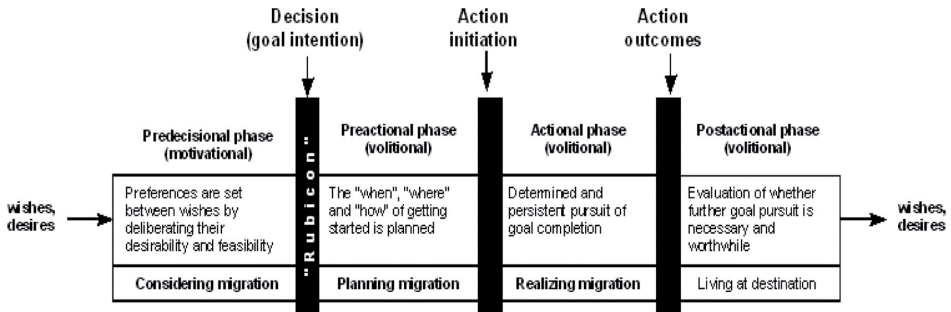 Decision
(goal intention)
Action
initiation
Action
outcomes
Predecisional phase
(motivational)
"Rubicon"
Preactional phase
(volitional)
Actional phase
(volitional)
Postactional phase
(volitional)
wishes,
desires
Preferences are set
between wishes by
deliberating their
desirability and feasibility
The "when", "where"
and "how" of getting
started is planned
Determined and
persistent pursuit of
goal completion
Evaluation of whether
further goal pursuit is
necessary and
worthwhile
wishes,
desires
Considering migration
Planning migration
Realizing migration
Living at destination